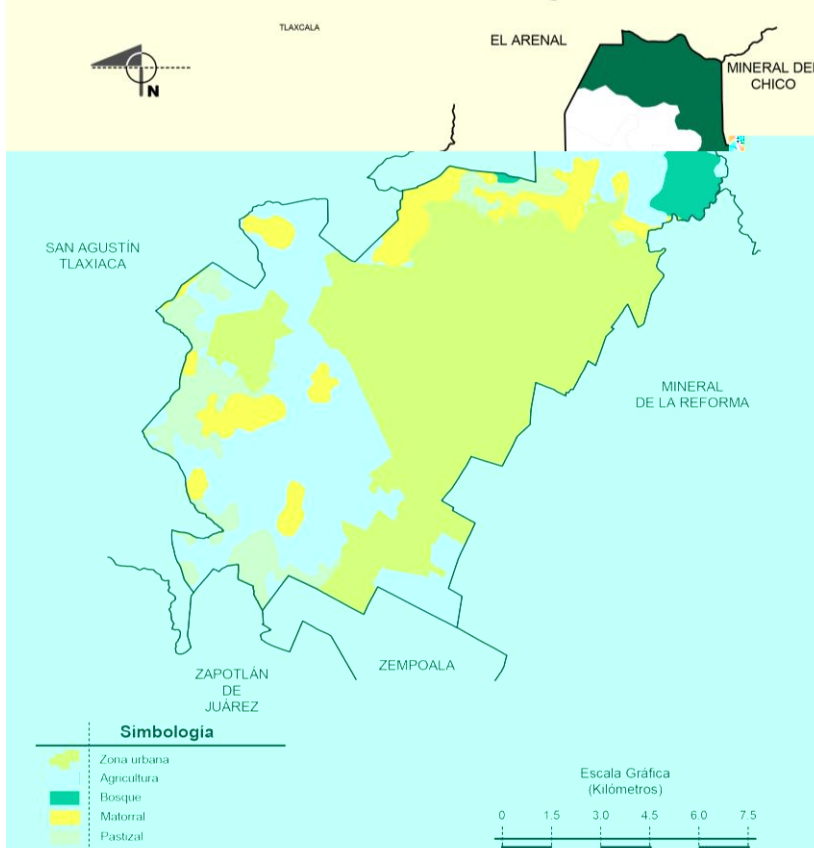 TLAXCALA
EL ARENAL
MINERAL DEL
CHICO
N
SAN AGUSTÍN
TLAXIACA
MINERAL
DE LA REFORMA
ZAPOTLÁN
DE
JUÁREZ
ZEMPOALA
Simbología
Zona urbana
Agricultura
Bosque
Matorral
Pastizal
Escala Gráfica
(Kilómetros)
0 1.5 3.0 4.5 6.0 7.5